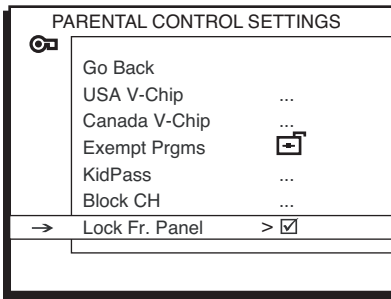 PARENTAL CONTROL SETTINGS
Go Back
USA V-Chip ...
Canada V-Chip ...
Exempt Prgms
KidPass ...
Block CH ...
→ Lock Fr. Panel > ☑